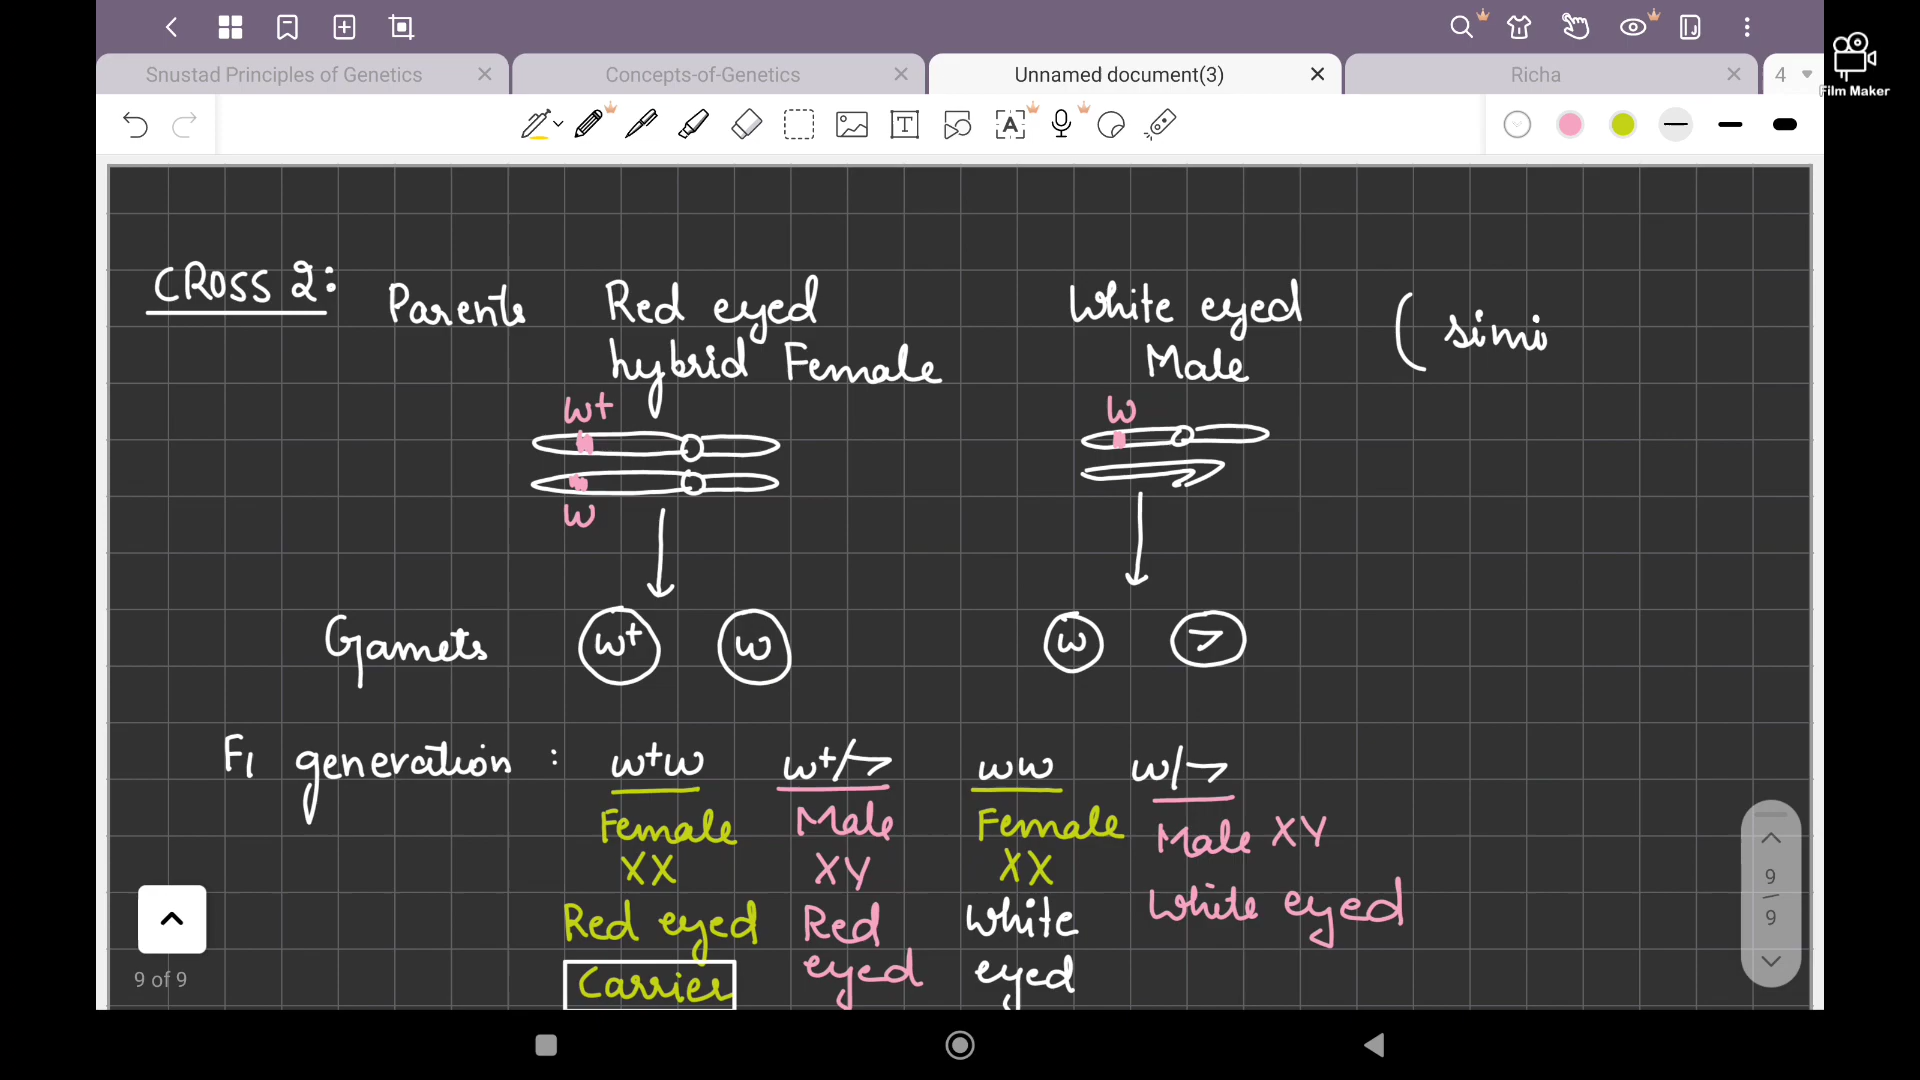 Snustad Principles of Genetics
Concepts-of-Genetics
Unnamed document(3)
Richa
4
Film Maker
CROSS 2:
Parents
Red eyed
hybrid Female
White eyed
Male
( simi
w+
w
w
Gamets
w+
w
w
F1 generation :
w+w
w+/
ww
w/
Female
XX
Red eyed
Carrier
Male
XY
Red
eyed
Female
XX
White
eyed
Male XY
White eyed
9
9
9 of 9